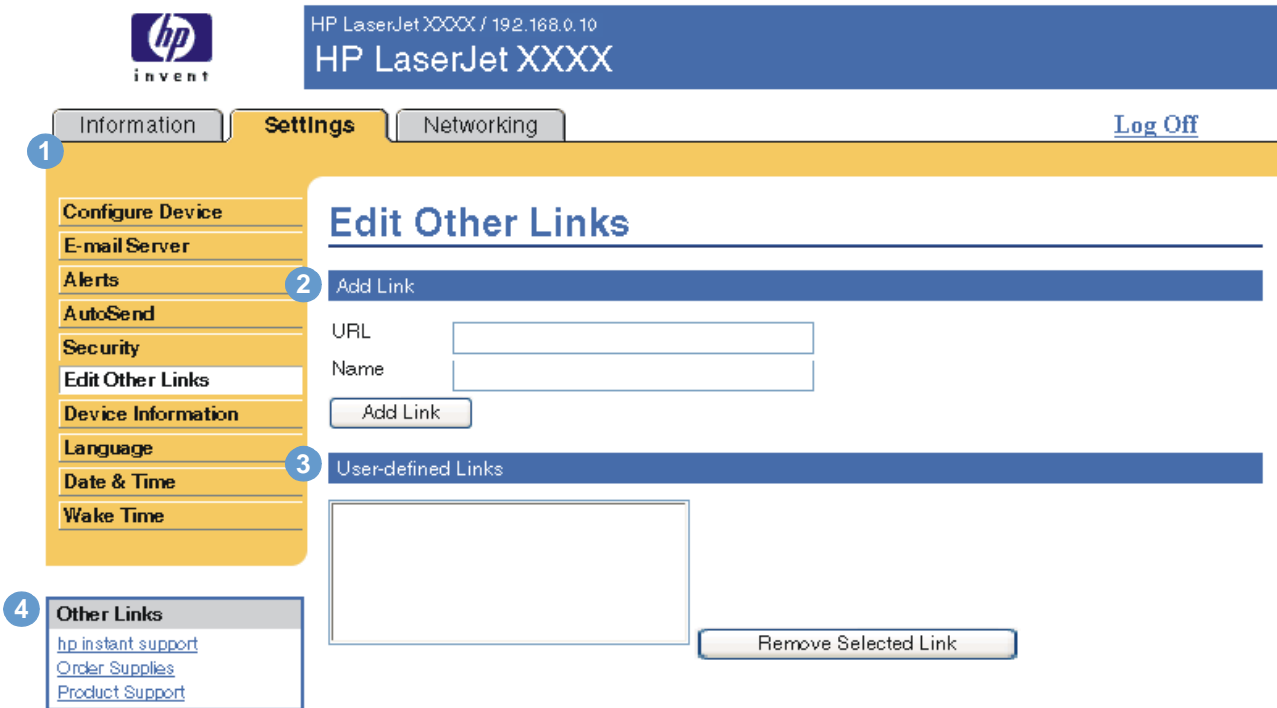 hp
invent
HP LaserJet XXXX / 192.168.0.10
HP LaserJet XXXX
Information
Settings
Networking
Log Off
1
Configure Device
E-mail Server
Alerts
AutoSend
Security
Edit Other Links
Device Information
Language
Date & Time
Wake Time
Edit Other Links
2
Add Link
URL
Name
Add Link
3
User-defined Links
Remove Selected Link
4
Other Links
hp instant support
Order Supplies
Product Support